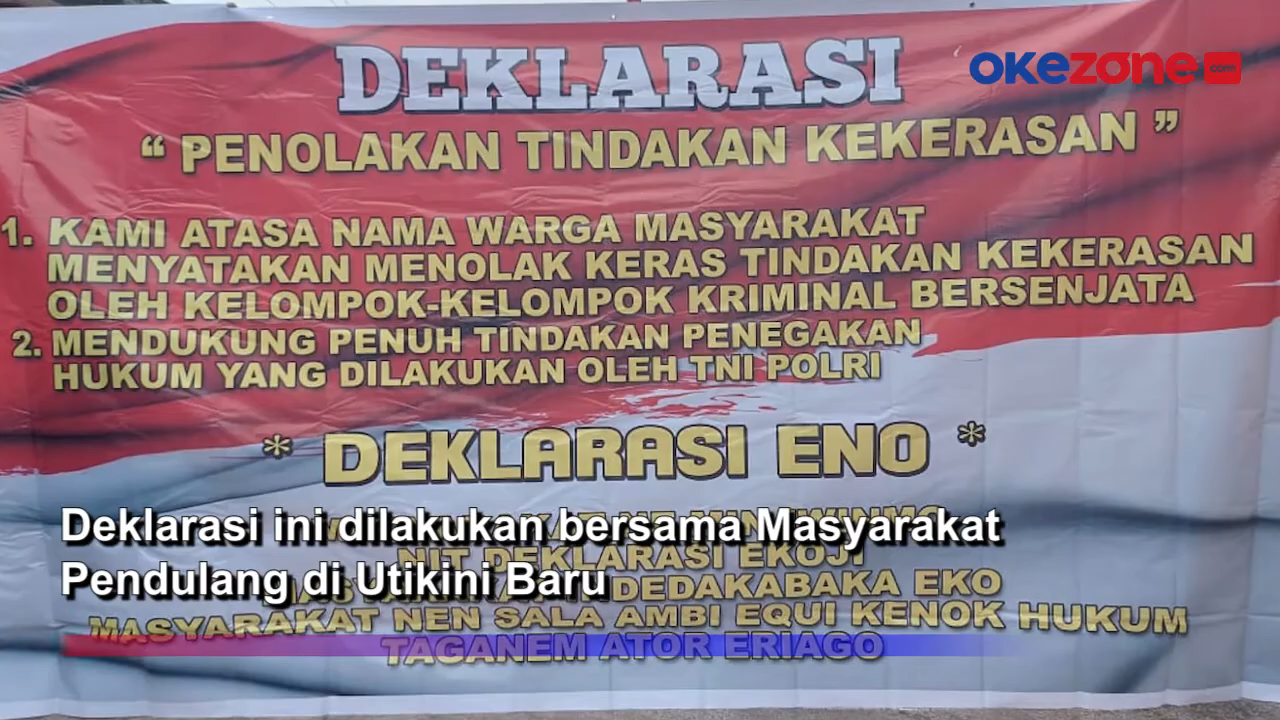 okezone.com
DEKLARASI
“ PENOLAKAN TINDAKAN KEKERASAN ”
1. KAMI ATASA NAMA WARGA MASYARAKAT
MENYATAKAN MENOLAK KERAS TINDAKAN KEKERASAN
OLEH KELOMPOK-KELOMPOK KRIMINAL BERSENJATA
2. MENDUKUNG PENUH TINDAKAN PENEGAKAN
HUKUM YANG DILAKUKAN OLEH TNI POLRI
* DEKLARASI ENO *
Deklarasi ini dilakukan bersama Masyarakat
NIT DEKLARASI EKOJI
Pendulang di Utikini Baru
DEDAKABAKA EKO
MASYARAKAT NEN SALA AMBI EQUI KENOK HUKUM
TAGANEM ATOR ERIAGO